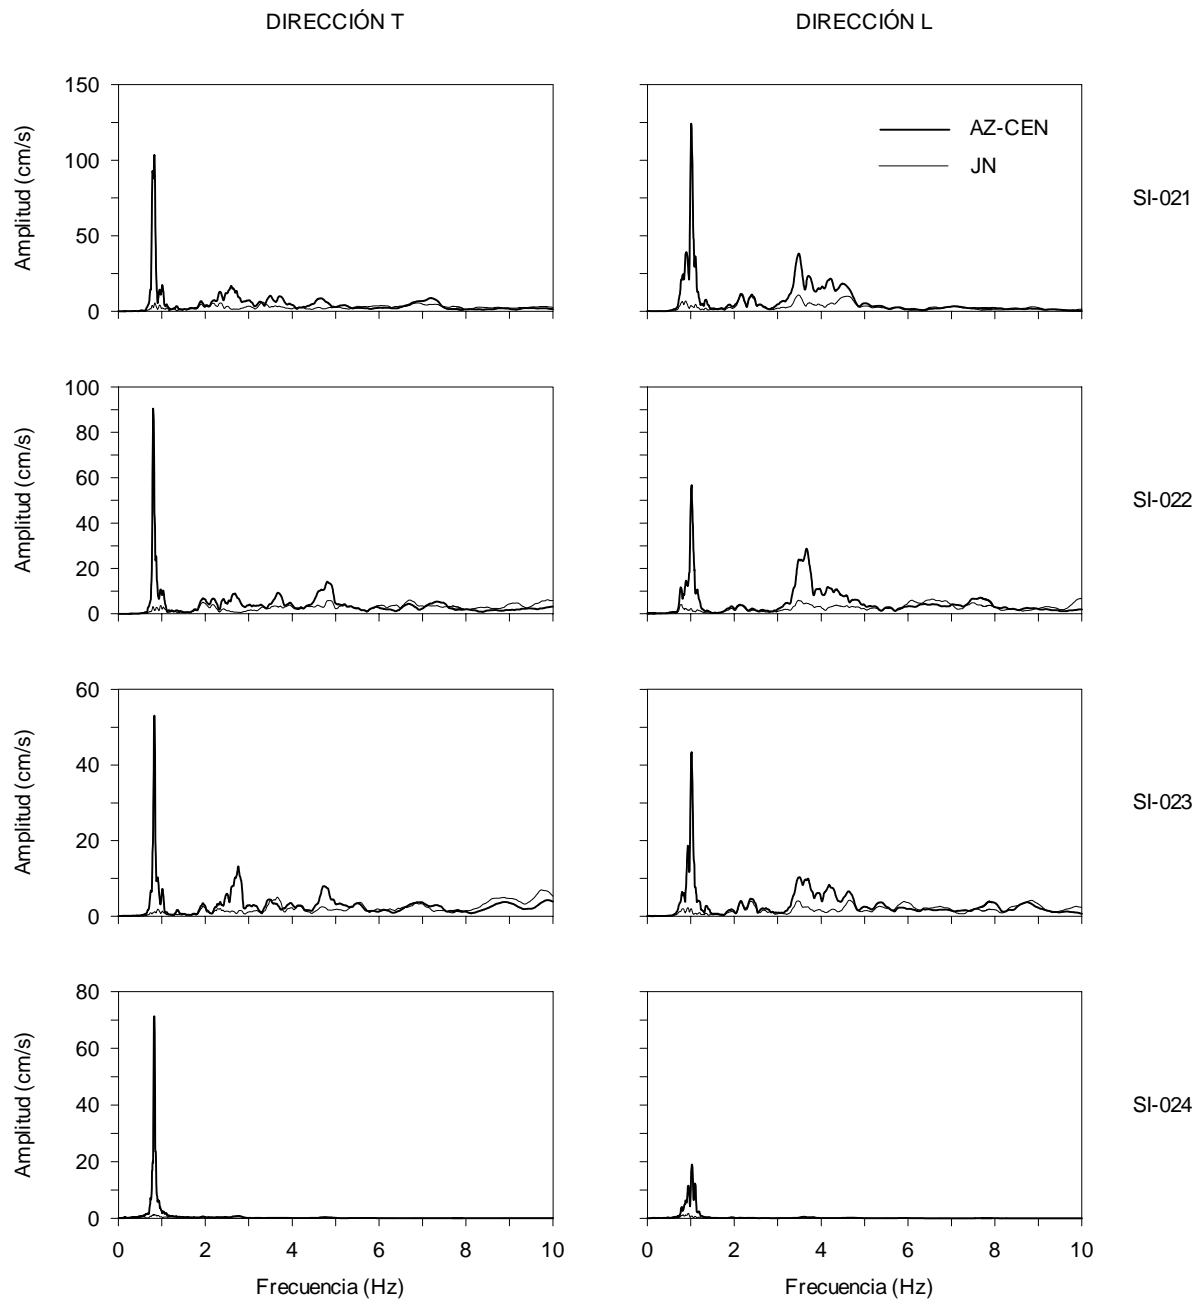 DIRECCIÓN T
DIRECCIÓN L
150
100
50
0
Amplitud (cm/s)
AZ-CEN
JN
SI-021
100
80
60
40
20
0
Amplitud (cm/s)
SI-022
60
40
20
0
Amplitud (cm/s)
SI-023
80
60
40
20
0
Amplitud (cm/s)
SI-024
0 2 4 6 8 10
Frecuencia (Hz)
0 2 4 6 8 10
Frecuencia (Hz)